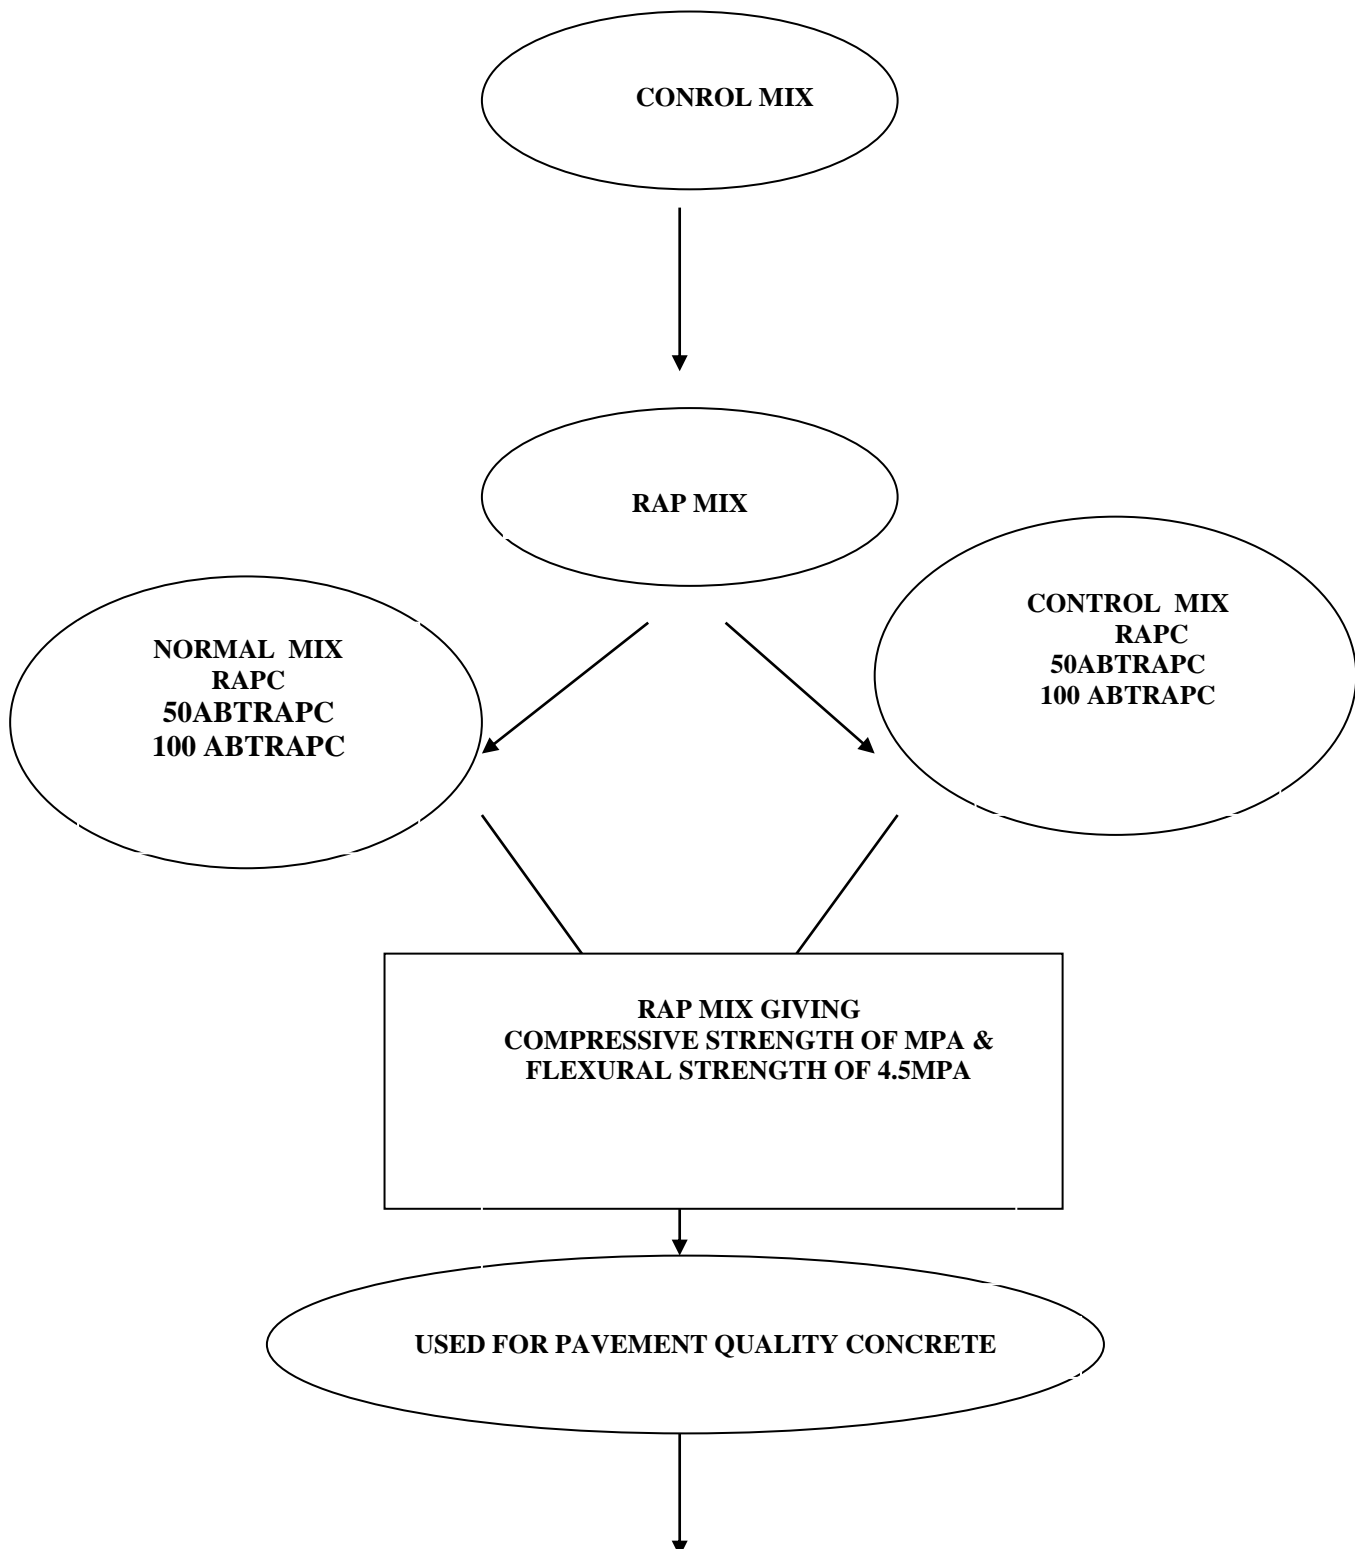 CONROL MIX
RAP MIX
NORMAL MIX
RAPC
50ABTRAPC
100 ABTRAPC
CONTROL MIX
RAPC
50ABTRAPC
100 ABTRAPC
RAP MIX GIVING
COMPRESSIVE STRENGTH OF MPA &
FLEXURAL STRENGTH OF 4.5MPA
USED FOR PAVEMENT QUALITY CONCRETE